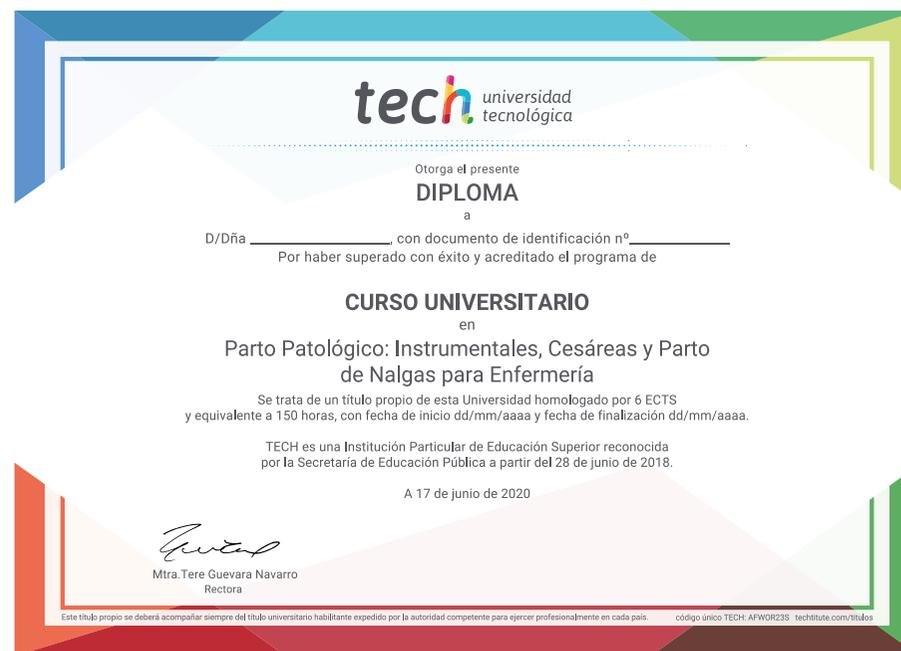 tech universidad
tecnológica
Otorga el presente
DIPLOMA
a
D/Dña ________________, con documento de identificación nº____________
Por haber superado con éxito y acreditado el programa de
CURSO UNIVERSITARIO
en
Parto Patológico: Instrumentales, Cesáreas y Parto
de Nalgas para Enfermería
Se trata de un título propio de esta Universidad homologado por 6 ECTS
y equivalente a 150 horas, con fecha de inicio dd/mm/aaaa y fecha de finalización dd/mm/aaaa.
TECH es una Institución Particular de Educación Superior reconocida
por la Secretaría de Educación Pública a partir del 28 de junio de 2018.
A 17 de junio de 2020
Mtra.Tere Guevara Navarro
Rectora
Este título propio se deberá acompañar siempre del título universitario habilitante expedido por la autoridad competente para ejercer profesionalmente en cada país. código único TECH: AFWOR23S techtitute.com/titulos